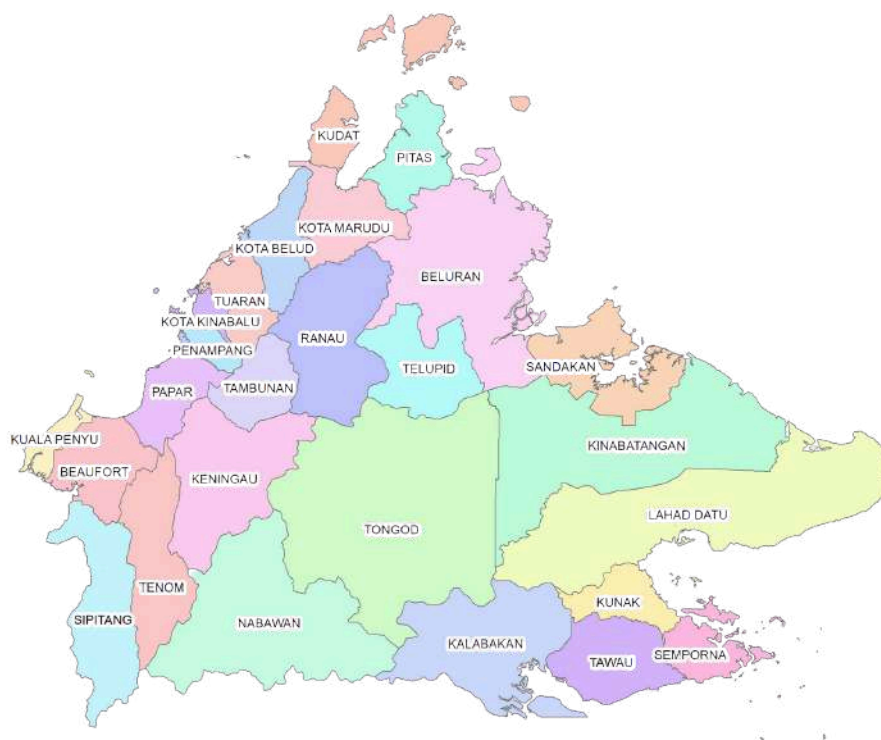 KUDAT
PITAS
KOTA MARUDU
KOTA BELUD
BELURAN
TUARAN
KOTA KINABALU
RANAU
PENAMPANG
SANDAKAN
TELUPID
TAMBUNAN
PAPAR
KUALA PENYU
KINABATANGAN
BEAUFORT
KENINGAU
LAHAD DATU
TONGOD
TENOM
KUNAK
SIPITANG
NABAWAN
KALABAKAN
SEMPORNA
TAWAU